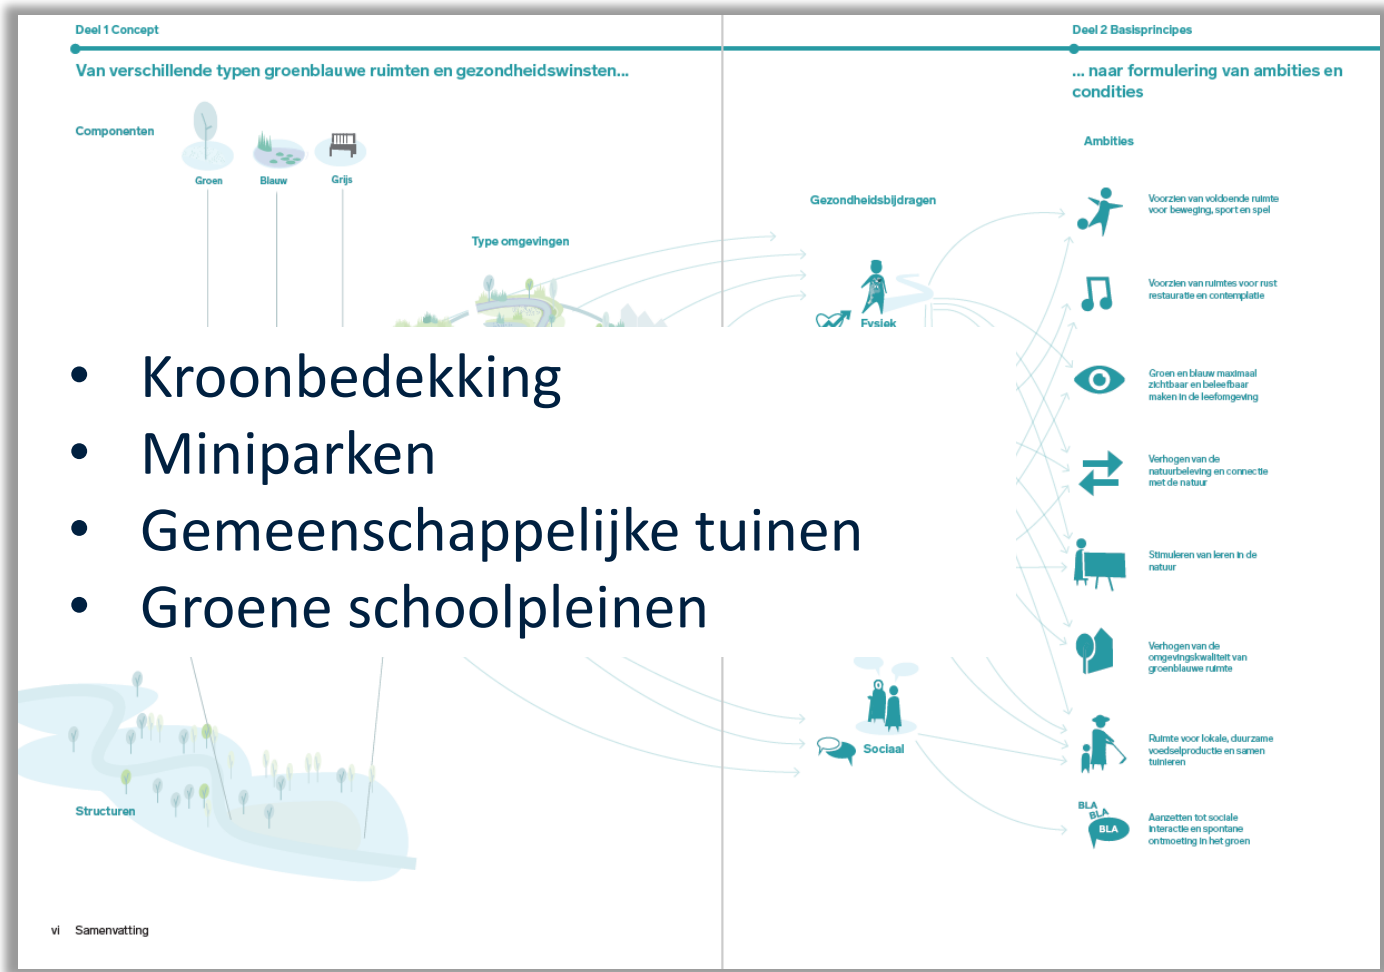 Deel 1 Concept
Van verschillende typen groenblauwe ruimten en gezondheidswinsten...
Componenten
Groen
Blauw
Grijs
Type omgevingen
Gezondheidsbijdragen
Fysiek
• Kroonbedekking
• Miniparken
• Gemeenschappelijke tuinen
• Groene schoolpleinen
Sociaal
Structuren
vi Samenvatting
Deel 2 Basisprincipes
... naar formulering van ambities en
condities
Ambities
Voorzien van voldoende ruimte
voor beweging, sport en spel
Voorzien van ruimtes voor rust
restauratie en contemplatie
Groen en blauw maximaal
zichtbaar en beleefbaar
maken in de leefomgeving
Verhogen van de
natuurbeleving en connectie
met de natuur
Stimuleren van leren in de
natuur
Verhogen van de
omgevingskwaliteit van
groenblauwe ruimte
Ruimte voor lokale, duurzame
voedselproductie en samen
tuinieren
BLA
BLA
BLA
Aanzetten tot sociale
interactie en spontane
ontmoeting in het groen